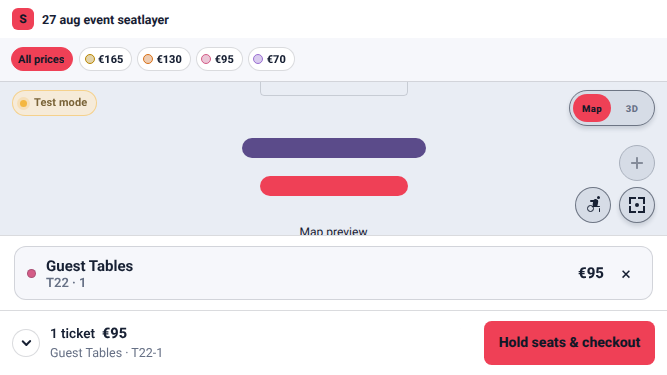 S 27 aug event seatlayer
All prices €165 €130 €95 €70
Test mode
Map 3D
Map preview
Guest Tables
T22 · 1
€95 ×
1 ticket €95
Guest Tables · T22-1
Hold seats & checkout